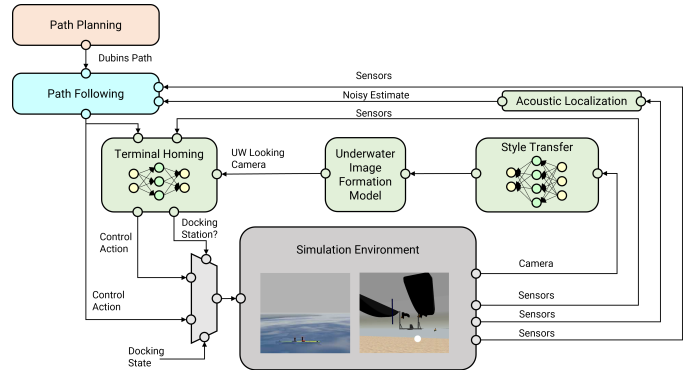 Path Planning
Dubins Path
Sensors
Path Following
Noisy Estimate
Acoustic Localization
Sensors
Terminal Homing
UW Looking
Camera
Underwater
Image
Formation
Model
Style Transfer
Docking
Station?
Control
Action
Simulation Environment
Camera
Control
Action
Sensors
Sensors
Sensors
Docking
State